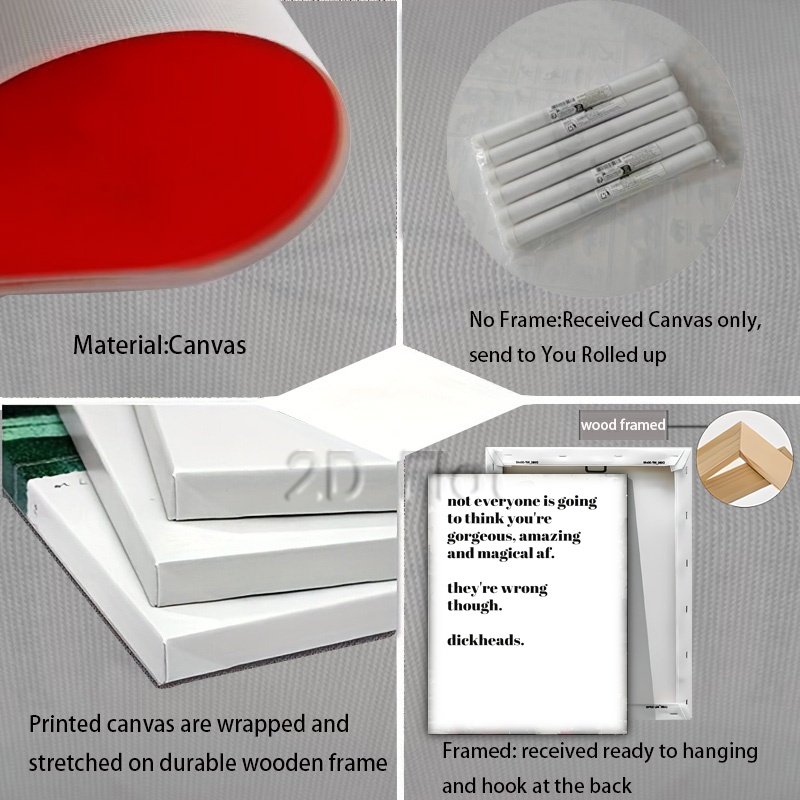 Material:Canvas
No Frame:Received Canvas only,
send to You Rolled up
2D
wood framed
not everyone is going
to think you're
gorgeous, amazing
and magical af.
they're wrong
though.
dickheads.
Printed canvas are wrapped and
stretched on durable wooden frame
Framed: received ready to hanging
and hook at the back